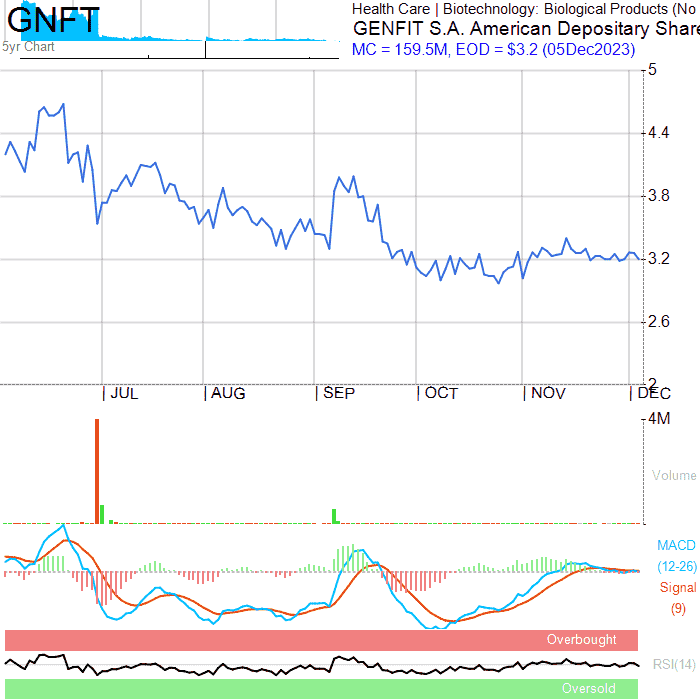 GNFT
Health Care | Biotechnology: Biological Products (No
GENFIT S.A. American Depositary Share
5yr Chart
MC = 159.5M, EOD = $3.2 (05Dec2023)
5
4.4
3.8
3.2
2.6
2
| JUL | AUG | SEP | OCT | NOV | DEC
4M
Volume
MACD
(12-26)
Signal
(9)
Overbought
RSI(14)
Oversold